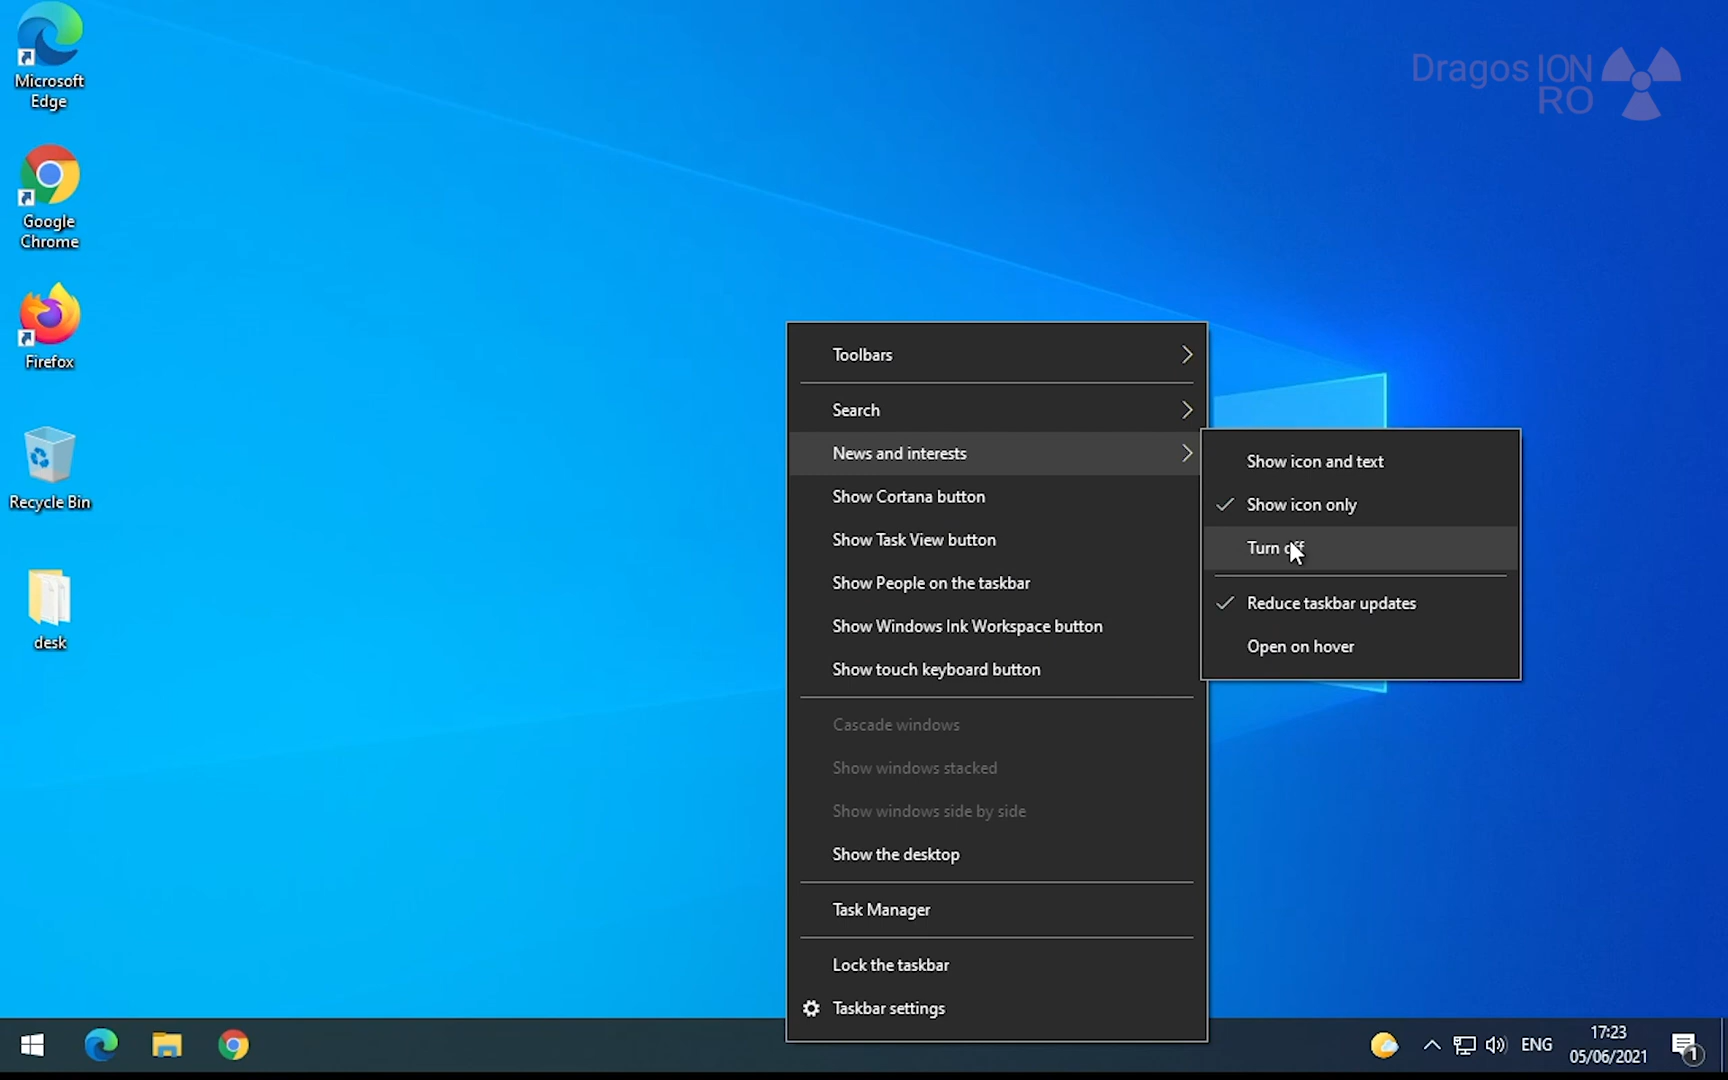 Microsoft
Edge
Google
Chrome
Firefox
Recycle Bin
desk
Dragos ION
RO
Toolbars
Search
News and interests
Show Cortana button
Show Task View button
Show People on the taskbar
Show Windows Ink Workspace button
Show touch keyboard button
Cascade windows
Show windows stacked
Show windows side by side
Show the desktop
Task Manager
Lock the taskbar
Taskbar settings
Show icon and text
Show icon only
Turn off
Reduce taskbar updates
Open on hover
ENG
17:23
05/06/2021
1